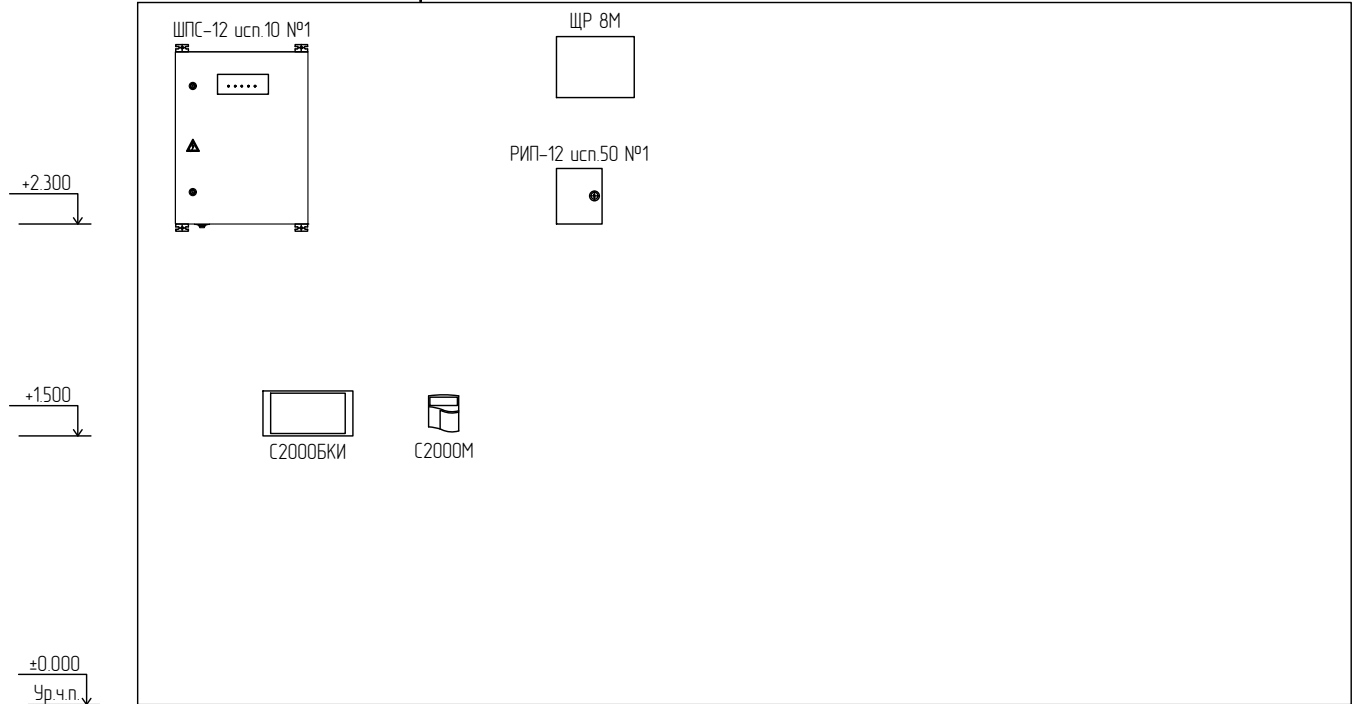 ШПС-12 исп.10 №1
ЩР 8М
РИП-12 исп.50 №1
+2.300
+1.500
С2000БКИ
С2000М
±0.000
Ур.ч.п.